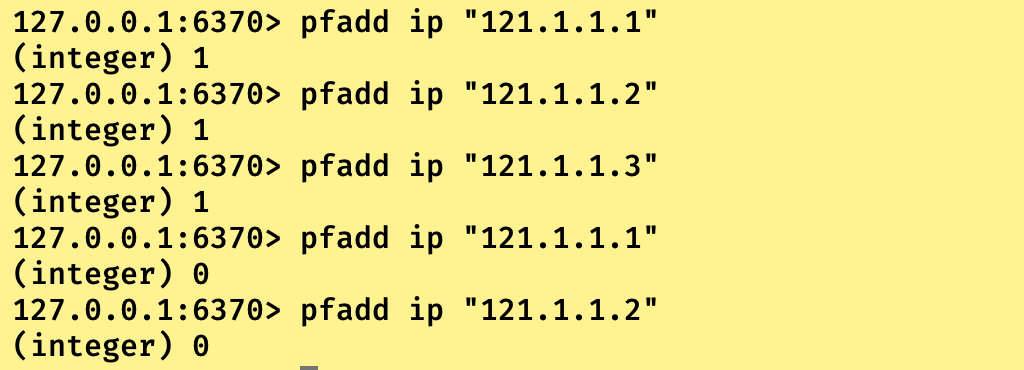 127.0.0.1:6370> pfadd ip "121.1.1.1"
(integer) 1
127.0.0.1:6370> pfadd ip "121.1.1.2"
(integer) 1
127.0.0.1:6370> pfadd ip "121.1.1.3"
(integer) 1
127.0.0.1:6370> pfadd ip "121.1.1.1"
(integer) 0
127.0.0.1:6370> pfadd ip "121.1.1.2"
(integer) 0